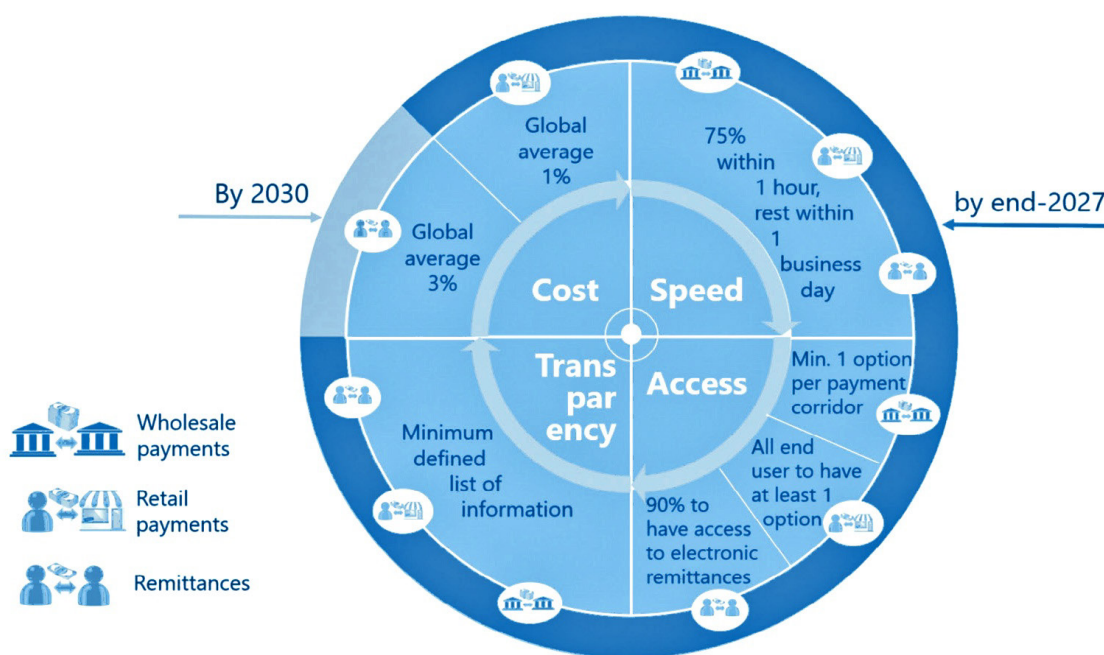 By 2030
by end-2027
Global
average
1%
Global
average
3%
Cost
75%
within
1 hour,
rest within
1
business
day
Speed
Trans
par
ency
Minimum
defined
list of
information
Access
Min. 1 option
per payment
corridor
All end
user to have
at least 1
option
90% to
have access
to electronic
remittances
Wholesale
payments
Retail
payments
Remittances